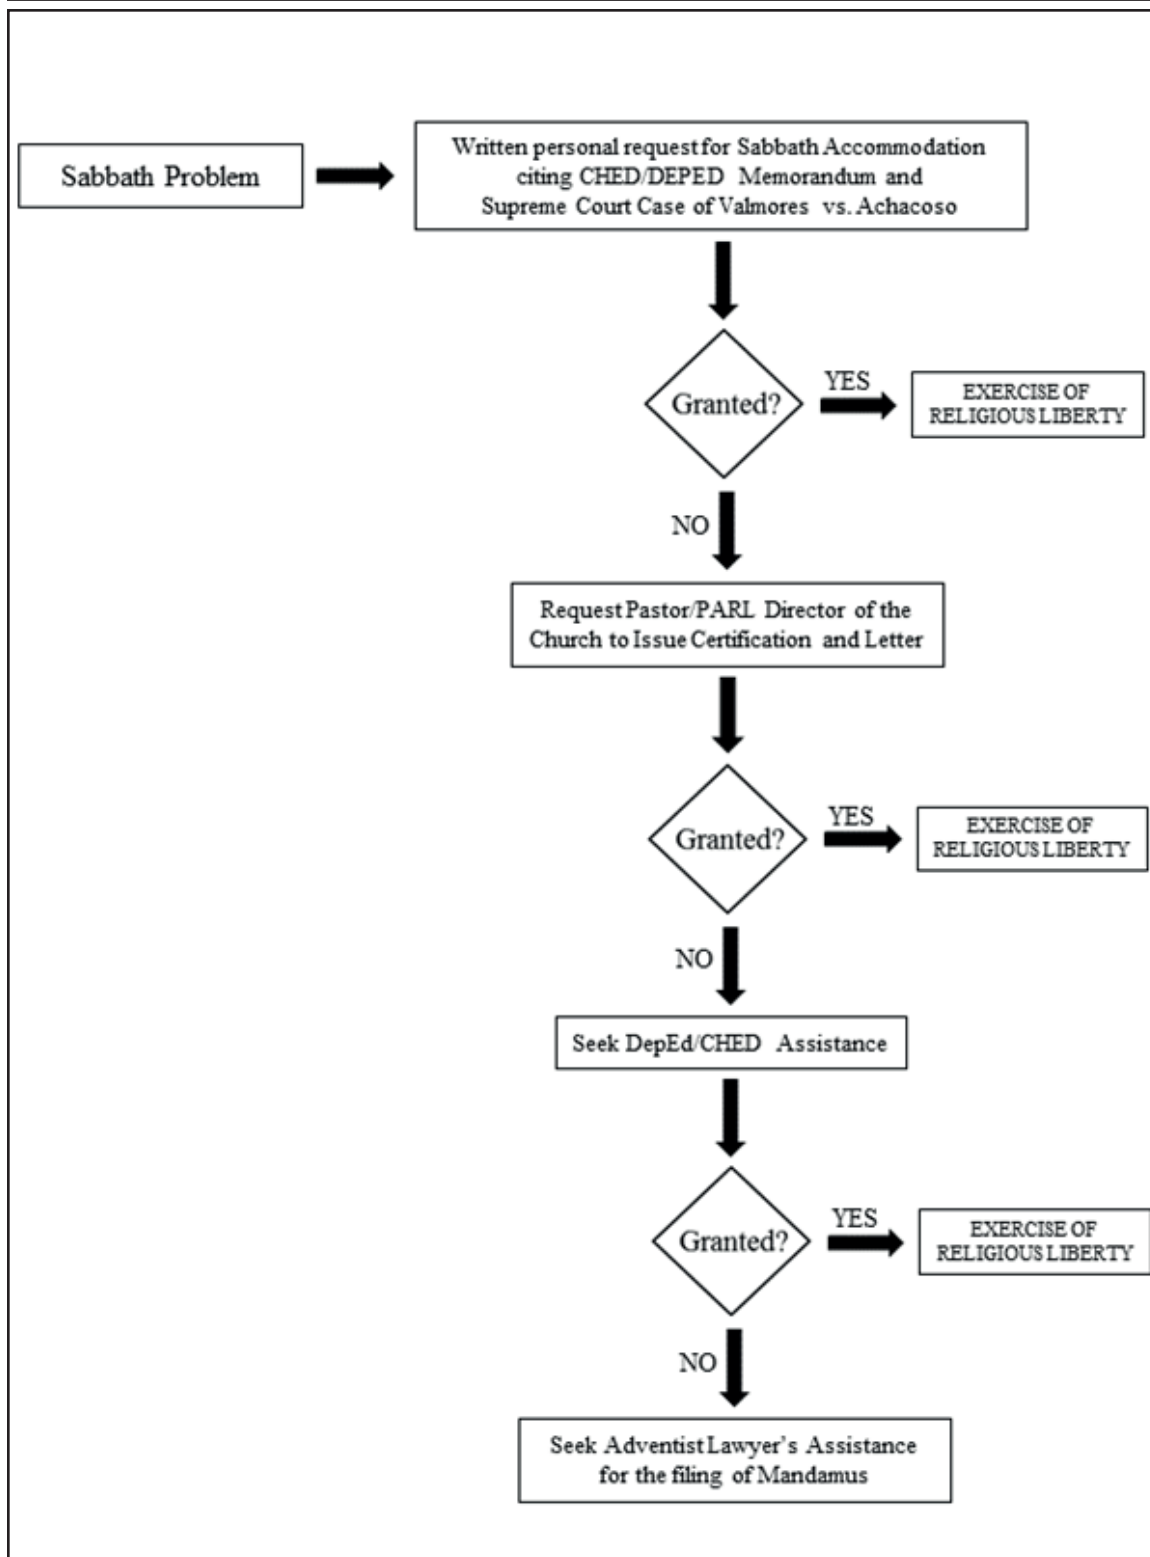 Sabbath Problem
Written personal request for Sabbath Accommodation
citing CHED/DEPED Memorandum and
Supreme Court Case of Valmores vs. Achacoso
Granted?
YES
EXERCISE OF
RELIGIOUS LIBERTY
NO
Request Pastor/PARL Director of the
Church to Issue Certification and Letter
Granted?
YES
EXERCISE OF
RELIGIOUS LIBERTY
NO
Seek DepEd/CHED Assistance
Granted?
YES
EXERCISE OF
RELIGIOUS LIBERTY
NO
Seek Adventist Lawyer's Assistance
for the filing of Mandamus